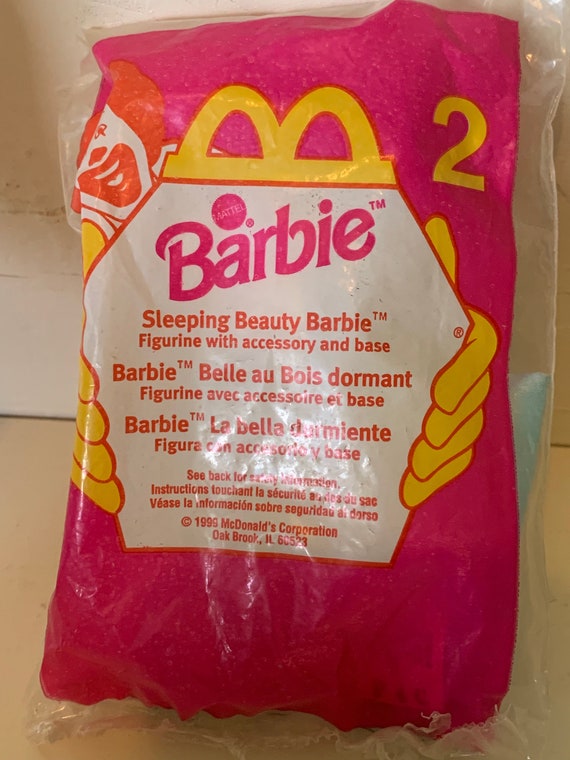 2
MATTEL
Barbie™
®
Sleeping Beauty Barbie™
Figurine with accessory and base
Barbie™ Belle au Bois dormant
Figurine avec accessoire et base
Barbie™ La bella durmiente
Figura con accesorio y base
See back for safety information.
Instructions touchant la sécurité au dos du sac
Véase la información sobre seguridad al dorso
© 1999 McDonald's Corporation
Oak Brook, IL 60523